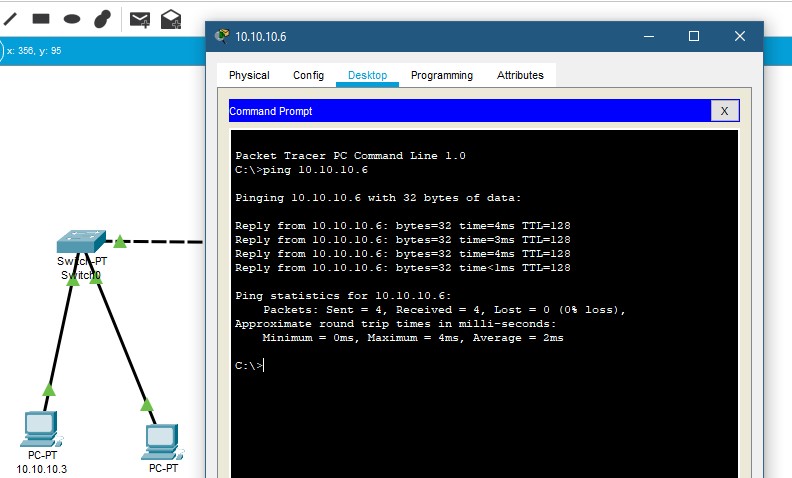 x: 356, y: 95
10.10.10.6
Physical Config Desktop Programming Attributes
Command Prompt
X
Packet Tracer PC Command Line 1.0
C:\>ping 10.10.10.6
Pinging 10.10.10.6 with 32 bytes of data:
Reply from 10.10.10.6: bytes=32 time=4ms TTL=128
Reply from 10.10.10.6: bytes=32 time=3ms TTL=128
Reply from 10.10.10.6: bytes=32 time=4ms TTL=128
Reply from 10.10.10.6: bytes=32 time<1ms TTL=128
Ping statistics for 10.10.10.6:
Packets: Sent = 4, Received = 4, Lost = 0 (0% loss),
Approximate round trip times in milli-seconds:
Minimum = 0ms, Maximum = 4ms, Average = 2ms
C:\>
Switch-PT
Switch0
PC-PT
10.10.10.3
PC-PT